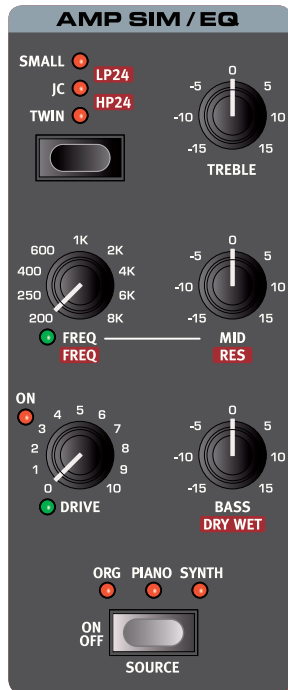 AMP SIM / EQ
SMALL
LP24
JC
HP24
TWIN
0
-5 5
-10 10
-15 15
TREBLE
1K
600 2K
400 4K
250 6K
200 8K
FREQ
FREQ
0
-5 5
-10 10
-15 15
MID
RES
ON
5
4 6
3 7
2 8
1 9
0 10
DRIVE
0
-5 5
-10 10
-15 15
BASS
DRY WET
ORG PIANO SYNTH
ON
OFF
SOURCE